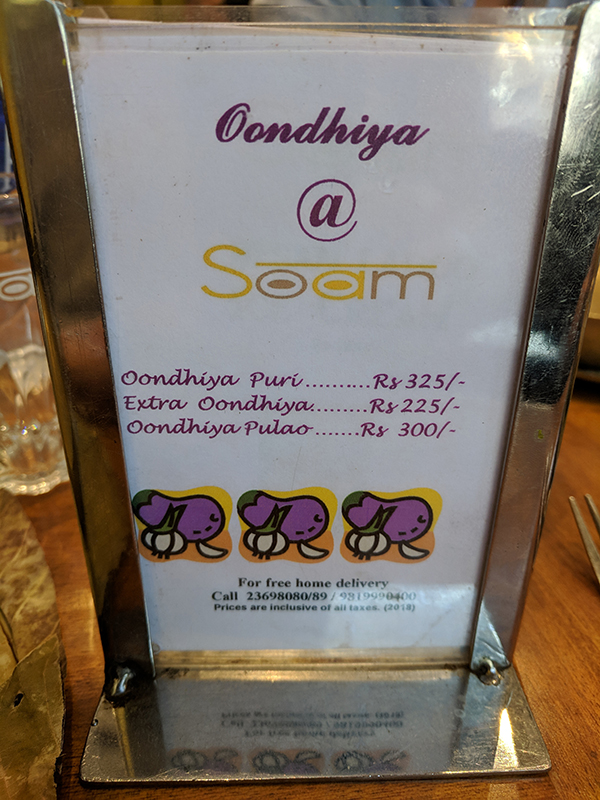 Oondhiya
@
Soam
Oondhiya Puri..........Rs 325/-
Extra Oondhiya.........Rs 225/-
Oondhiya Pulao.......Rs 300/-
For free home delivery
Call 23698080/89 / 9819990400
Prices are inclusive of all taxes. (2018)